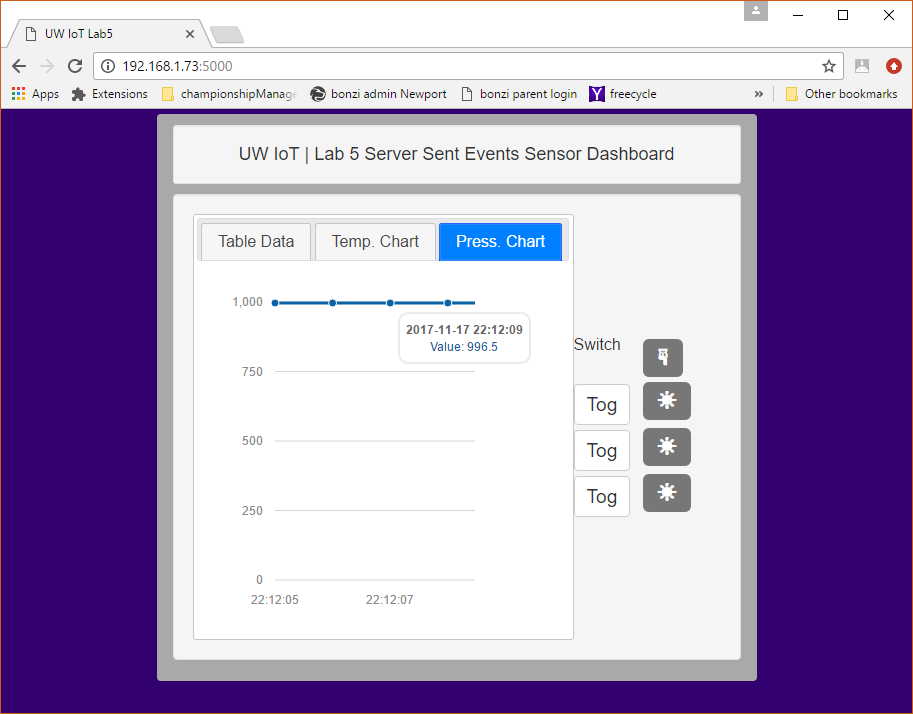 UW IoT Lab5
192.168.1.73:5000
Apps Extensions championshipManage bonzi admin Newport bonzi parent login freecycle » Other bookmarks
UW IoT | Lab 5 Server Sent Events Sensor Dashboard
Table Data Temp. Chart Press. Chart
1,000
2017-11-17 22:12:09
Value: 996.5
750
500
250
0
22:12:05 22:12:07
Switch
Tog
Tog
Tog